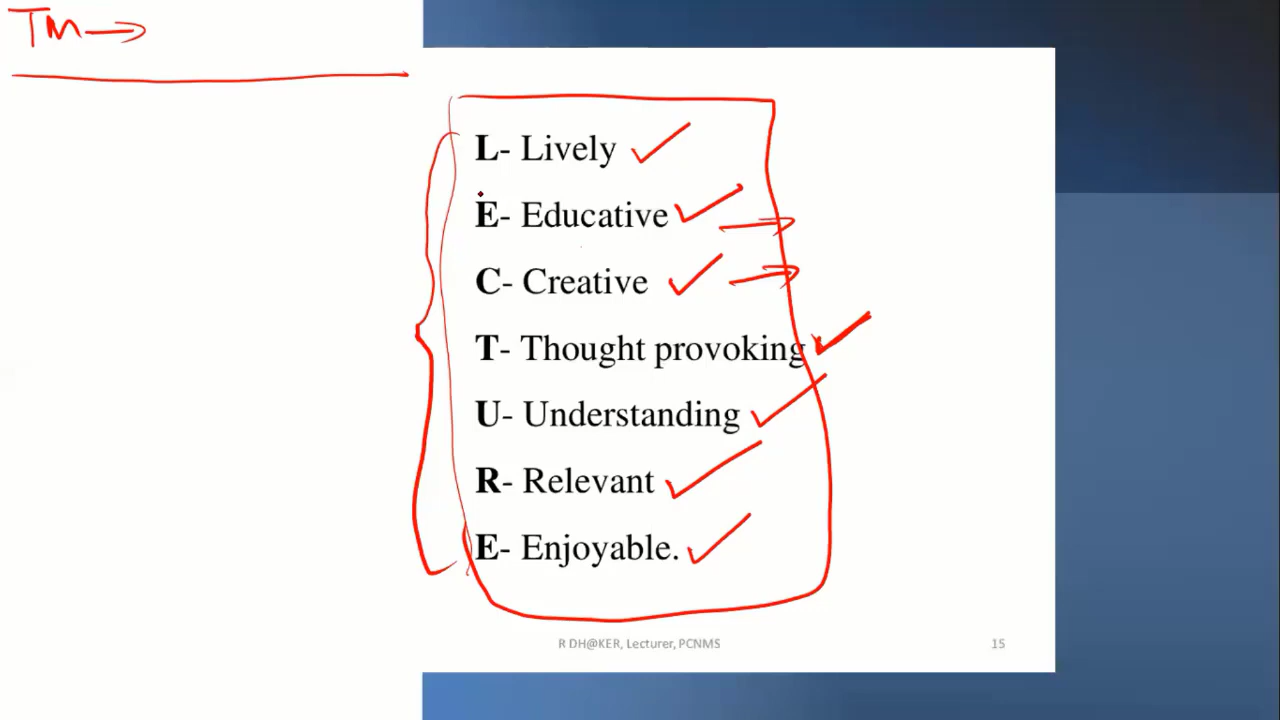 TM→
L- Lively ✓
E- Educative ✓ →
C- Creative ✓ →
T- Thought provoking ✓
U- Understanding ✓
R- Relevant ✓
E- Enjoyable. ✓
R DH@KER, Lecturer, PCNMS 15